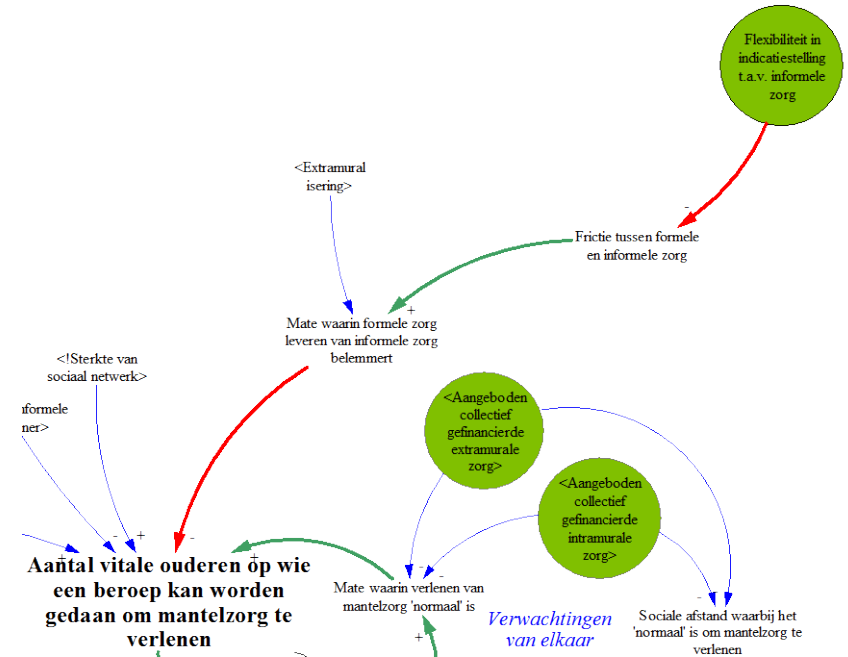 Flexibiliteit in
indicatiestelling
t.a.v. informele
zorg
<Extramural
isering>
-
Frictie tussen formele
en informele zorg
+
Mate waarin formele zorg
leveren van informele zorg
belemmert
<!Sterkte van
sociaal netwerk>
nformele
ner>
<Aangeboden
collectief
gefinancierde
extramurale
zorg>
<Aangeboden
collectief
gefinancierde
intramurale
zorg>
- + -
+ +
Aantal vitale ouderen op wie
een beroep kan worden
gedaan om mantelzorg te
verlenen
- -
Mate waarin verlenen van
mantelzorg 'normaal' is
+
Verwachtingen
van elkaar
- -
Sociale afstand waarbij het
'normaal' is om mantelzorg te
verlenen